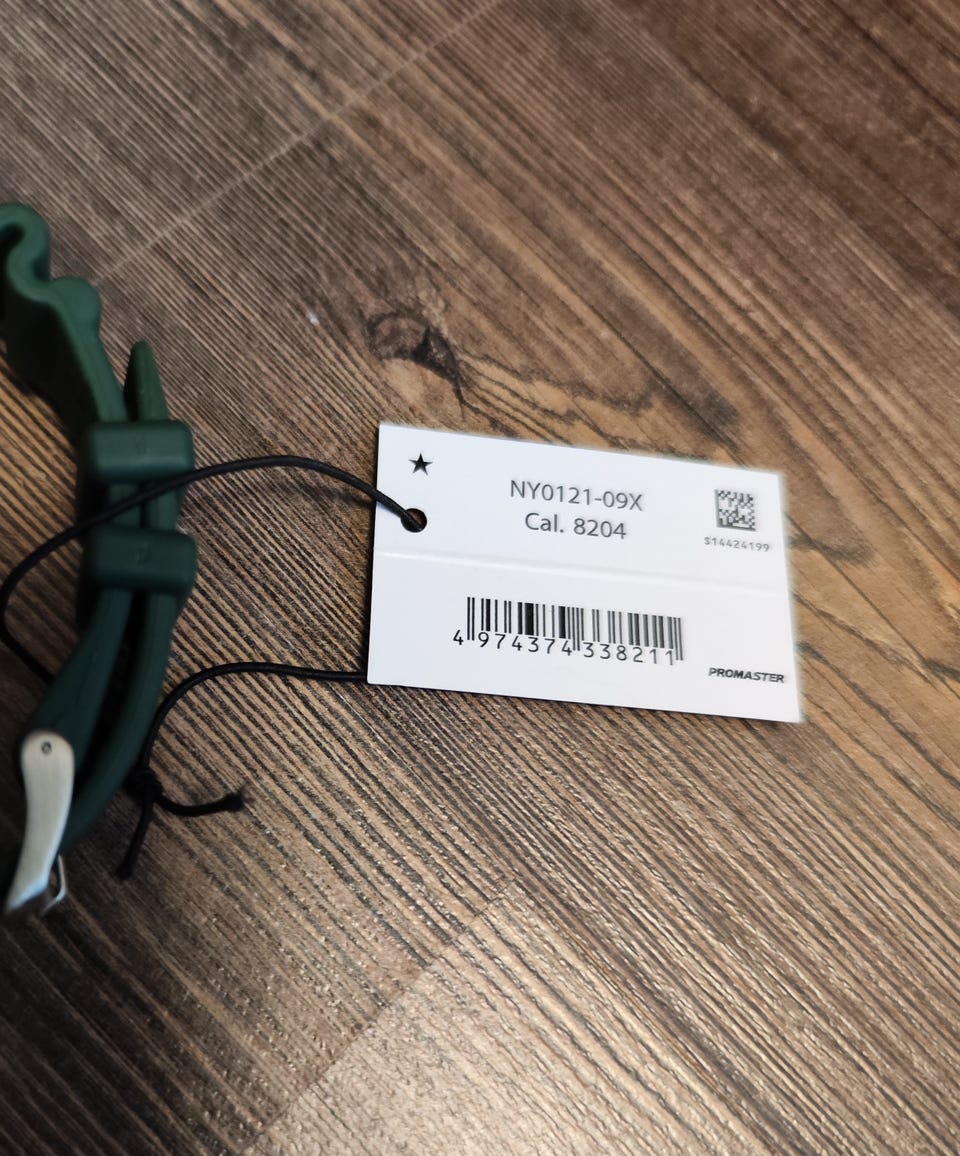 NY0121-09X
Cal. 8204
S14424199
4 974374 338211
PROMASTER